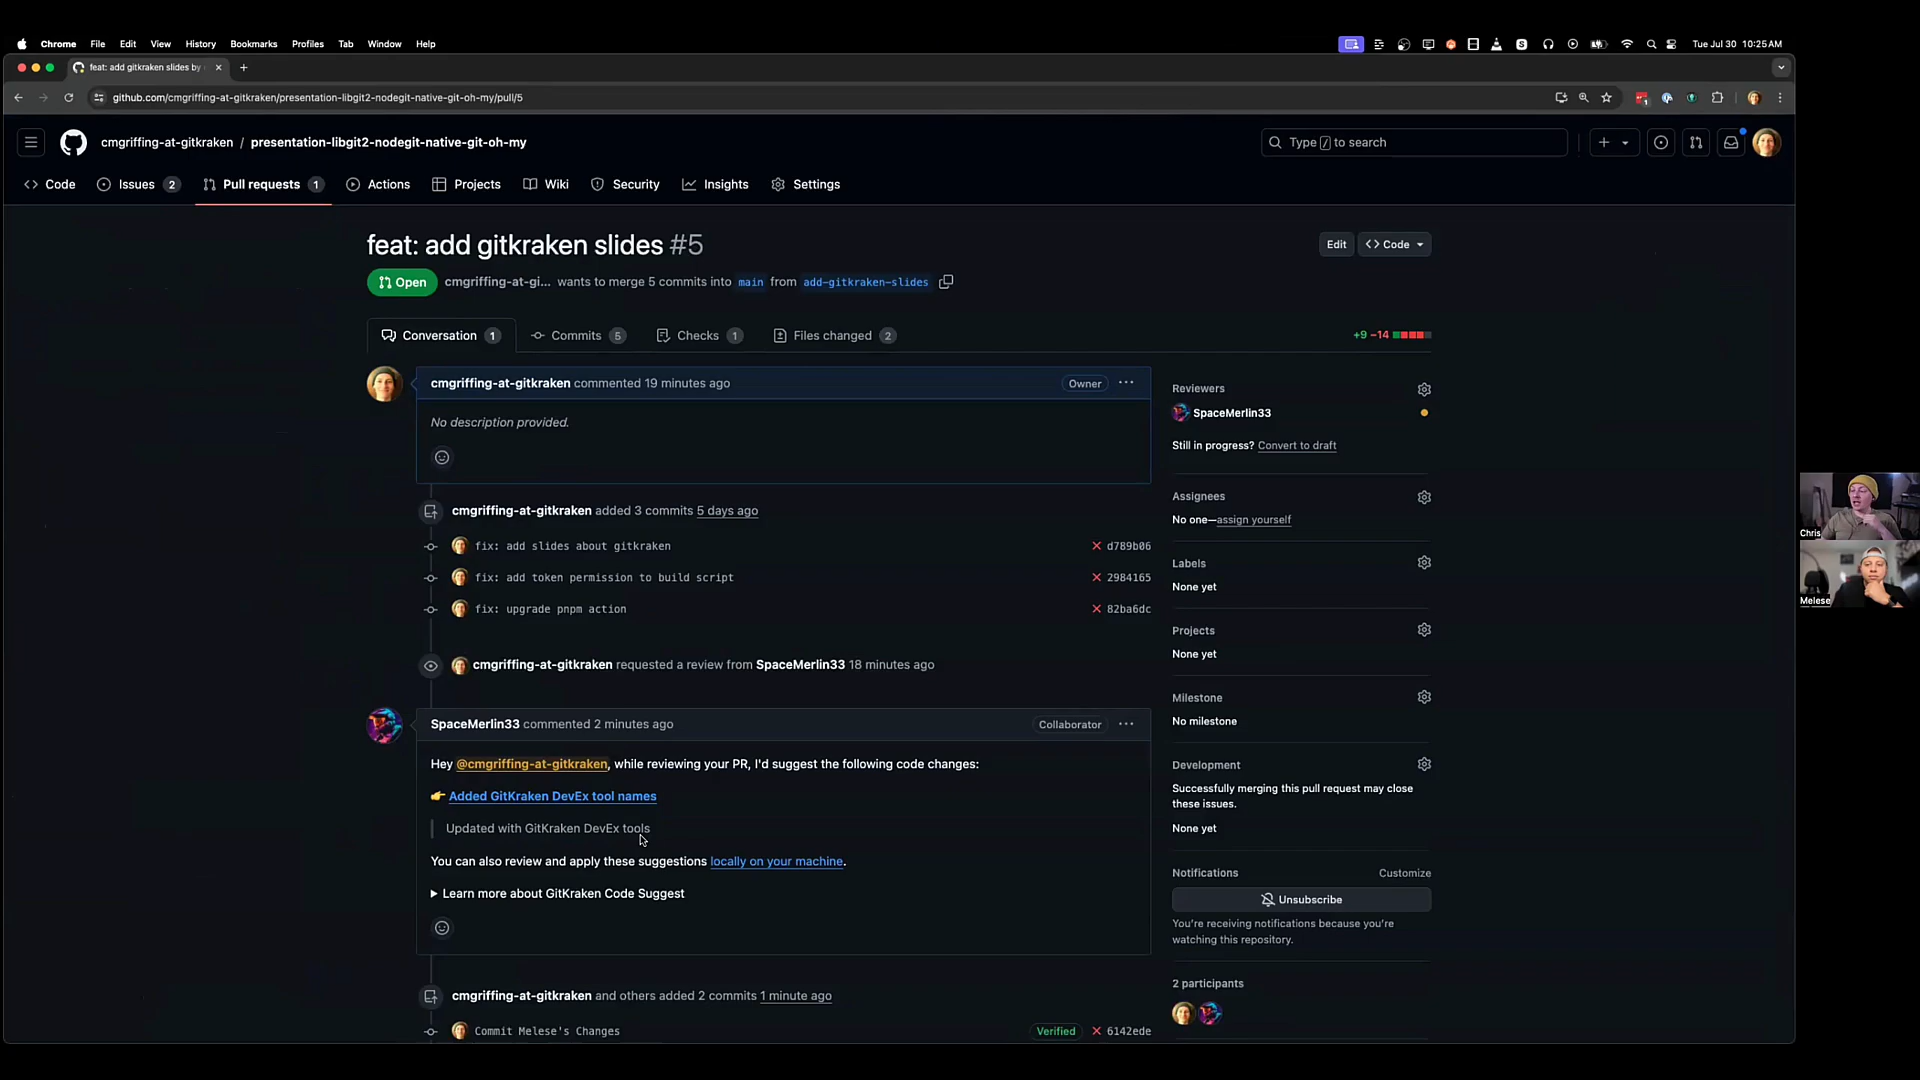 Chrome File Edit View History Bookmarks Profiles Tab Window Help Tue Jul 30 10:25 AM
feat: add gitkraken slides by
github.com/cmgriffing-at-gitkraken/presentation-libgit2-nodegit-native-git-oh-my/pull/5
cmgriffing-at-gitkraken / presentation-libgit2-nodegit-native-git-oh-my Type / to search
Code Issues 2 Pull requests 1 Actions Projects Wiki Security Insights Settings
feat: add gitkraken slides #5 Edit Code
Open cmgriffing-at-gi... wants to merge 5 commits into main from add-gitkraken-slides
Conversation 1 Commits 5 Checks 1 Files changed 2 +9 −14
cmgriffing-at-gitkraken commented 19 minutes ago Owner
No description provided.
cmgriffing-at-gitkraken added 3 commits 5 days ago
fix: add slides about gitkraken d789b06
fix: add token permission to build script 2984165
fix: upgrade pnpm action 82ba6dc
cmgriffing-at-gitkraken requested a review from SpaceMerlin33 18 minutes ago
SpaceMerlin33 commented 2 minutes ago Collaborator
Hey @cmgriffing-at-gitkraken, while reviewing your PR, I'd suggest the following code changes:
👉 Added GitKraken DevEx tool names
Updated with GitKraken DevEx tools
You can also review and apply these suggestions locally on your machine.
Learn more about GitKraken Code Suggest
cmgriffing-at-gitkraken and others added 2 commits 1 minute ago
Commit Melese's Changes Verified 6142ede
Reviewers
SpaceMerlin33
Still in progress? Convert to draft
Assignees
No one—assign yourself
Labels
None yet
Projects
None yet
Milestone
No milestone
Development
Successfully merging this pull request may close
these issues.
None yet
Notifications Customize
Unsubscribe
You're receiving notifications because you're
watching this repository.
2 participants
Chris
Melese